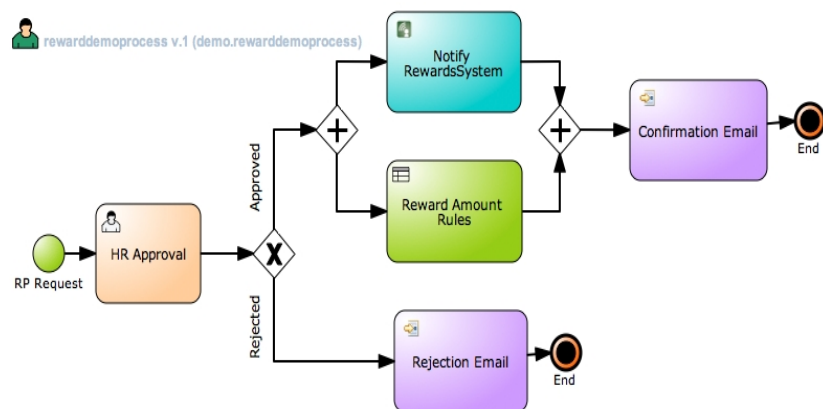 rewarddemoprocess v.1 (demo.rewarddemoprocess)
Notify
RewardsSystem
Confirmation Email
End
Approved
Reward Amount
Rules
HR Approval
RP Request
X
Rejected
Rejection Email
End